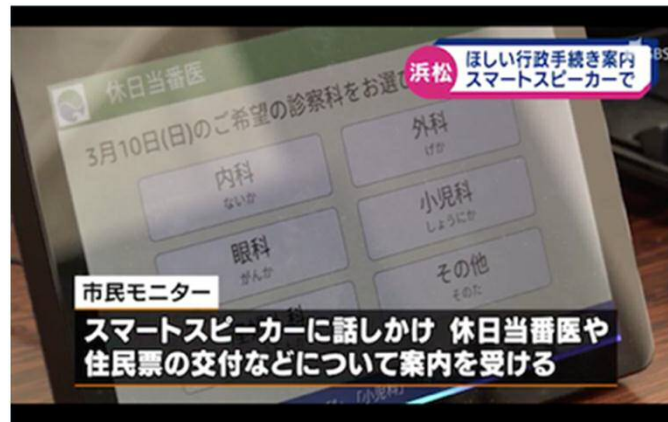 浜松
ほしい行政手続き案内
スマートスピーカーで
休日当番医
3月10日(日)のご希望の診察科をお選び
内科
ないか
外科
げか
眼科
がんか
小児科
しょうにか
その他
そのた
市民モニター
スマートスピーカーに話しかけ 休日当番医や
住民票の交付などについて案内を受ける
「小児科」